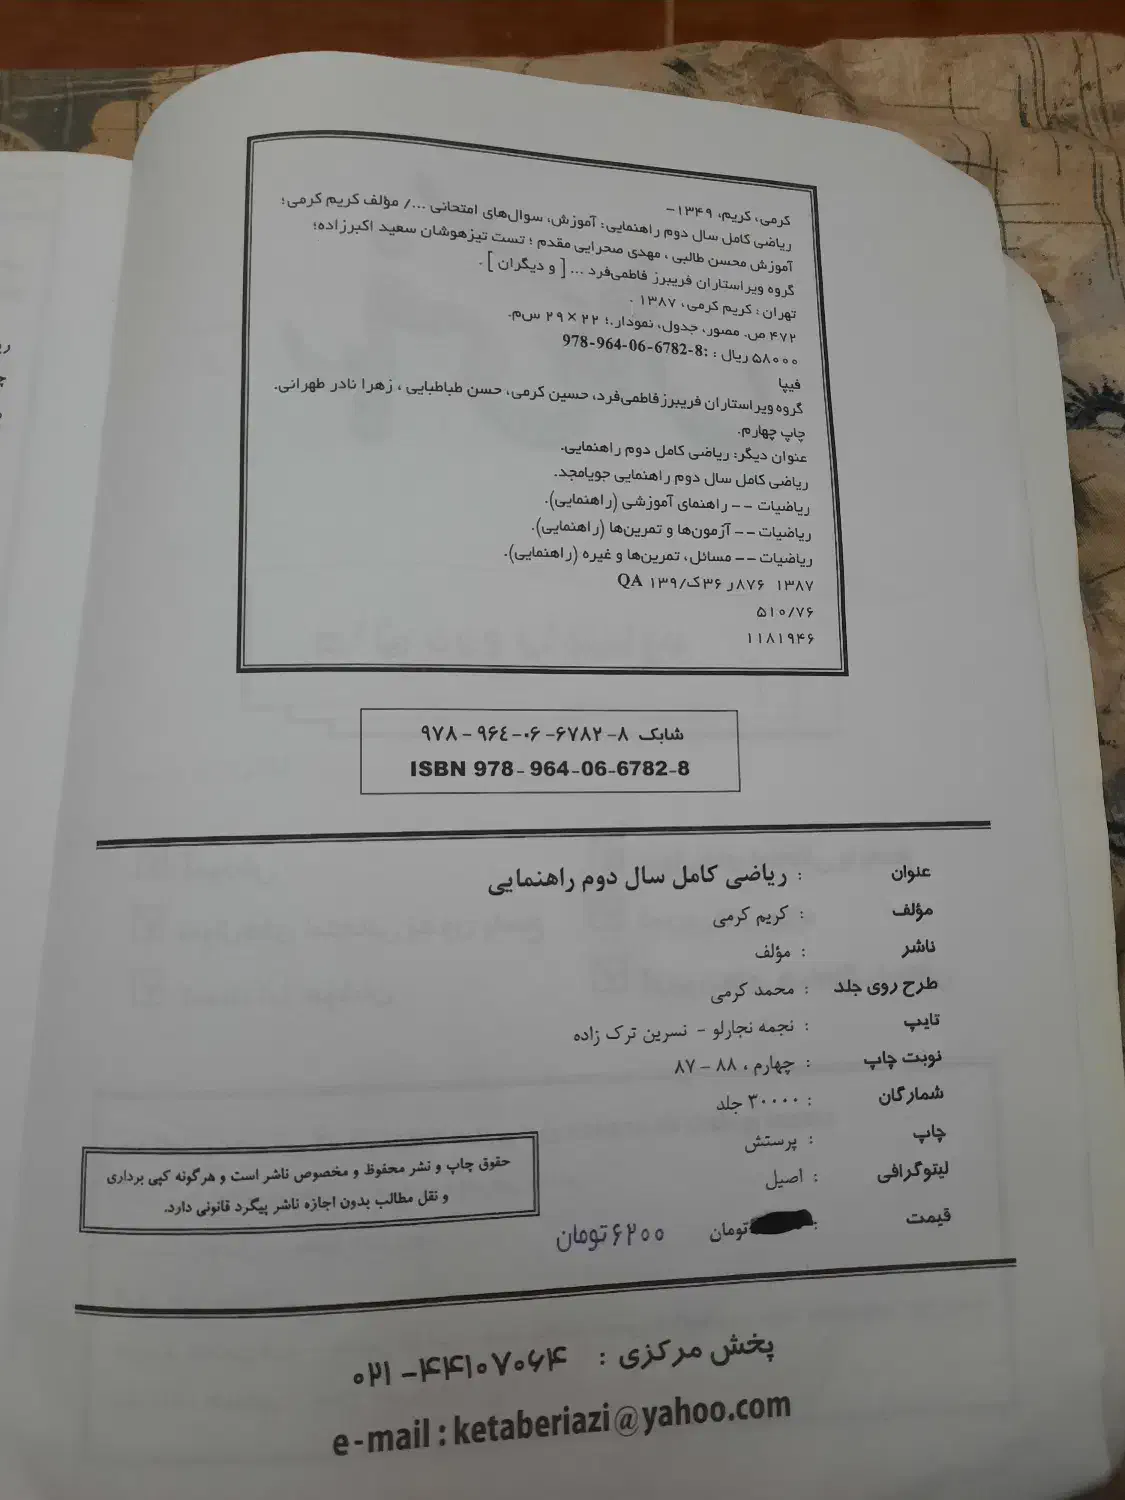 کرمی، کریم، ۱۳۴۹–
ریاضی کامل سال دوم راهنمایی: آموزش، سوال‌های امتحانی .../ مؤلف کریم کرمی؛
آموزش محسن طالبی، مهدی صحرایی مقدم؛ تست تیزهوشان سعید اکبرزاده؛
گروه ویراستاران فریبرز فاطمی‌فرد ... [ و دیگران ] .
تهران : کریم کرمی، ۱۳۸۷ .
۴۷۲ ص. مصور، جدول، نمودار.؛ ۲۲ × ۲۹ س‌م.
۵۸۰۰۰ ریال : :978-964-06-6782-8
فیپا
گروه ویراستاران فریبرز فاطمی‌فرد، حسین کرمی، حسن طباطبایی ، زهرا نادر طهرانی.
چاپ چهارم.
عنوان دیگر: ریاضی کامل دوم راهنمایی.
ریاضی کامل سال دوم راهنمایی جویامجد.
ریاضیات -- راهنمای آموزشی (راهنمایی).
ریاضیات -- آزمون‌ها و تمرین‌ها (راهنمایی).
ریاضیات -- مسائل، تمرین‌ها و غیره (راهنمایی).
۱۳۸۷ ۸۷۶ر۳۶ک/QA ۱۳۹
۵۱۰/۷۶
۱۱۸۱۹۴۶
شابک ۸-۶۷۸۲-۰۶-۹۶۴-۹۷۸
ISBN 978-964-06-6782-8
عنوان : ریاضی کامل سال دوم راهنمایی
مؤلف : کریم کرمی
ناشر : مؤلف
طرح روی جلد : محمد کرمی
تایپ : نجمه نجارلو - نسرین ترک زاده
نوبت چاپ : چهارم ، ۸۸ – ۸۷
شمارگان : ۳۰۰۰۰ جلد
چاپ : پرستش
لیتوگرافی : اصیل
قیمت : تومان ۶۲۰۰ تومان
حقوق چاپ و نشر محفوظ و مخصوص ناشر است و هرگونه کپی برداری
و نقل مطالب بدون اجازه ناشر پیگرد قانونی دارد.
پخش مرکزی : ۴۴۱۰۷۰۶۴-۰۲۱
e-mail : ketaberiazi@yahoo.com